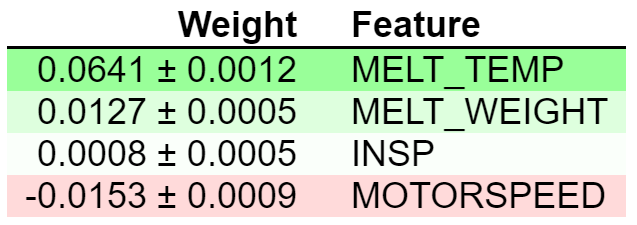 Weight Feature
0.0641 ± 0.0012 MELT_TEMP
0.0127 ± 0.0005 MELT_WEIGHT
0.0008 ± 0.0005 INSP
-0.0153 ± 0.0009 MOTORSPEED